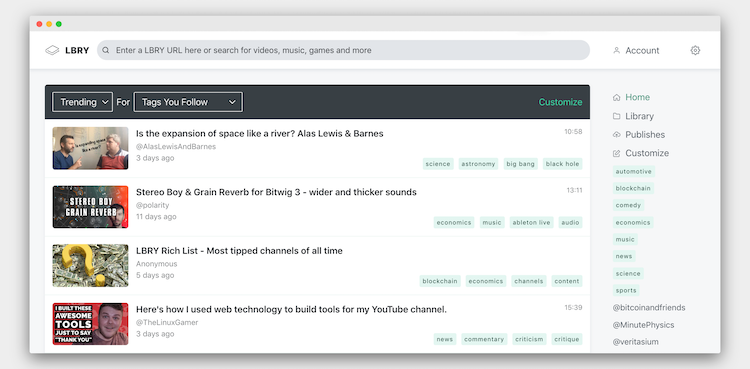 LBRY
Enter a LBRY URL here or search for videos, music, games and more
Account
Trending
For
Tags You Follow
Customize
Is the expansion of space like a river? Alas Lewis & Barnes
10:58
@AlasLewisAndBarnes
3 days ago
science
astronomy
big bang
black hole
STEREO BOY
GRAIN REVERB
Stereo Boy & Grain Reverb for Bitwig 3 - wider and thicker sounds
13:11
@polarity
11 days ago
economics
music
ableton live
audio
LBRY Rich List - Most tipped channels of all time
Anonymous
5 days ago
blockchain
economics
channels
content
I BUILT THESE
AWESOME
TOOLS
JUST TO SAY
"THANK YOU"
Here's how I used web technology to build tools for my YouTube channel.
15:39
@TheLinuxGamer
3 days ago
news
commentary
criticism
critique
Home
Library
Publishes
Customize
automotive
blockchain
comedy
economics
music
news
science
sports
@bitcoinandfriends
@MinutePhysics
@veritasium